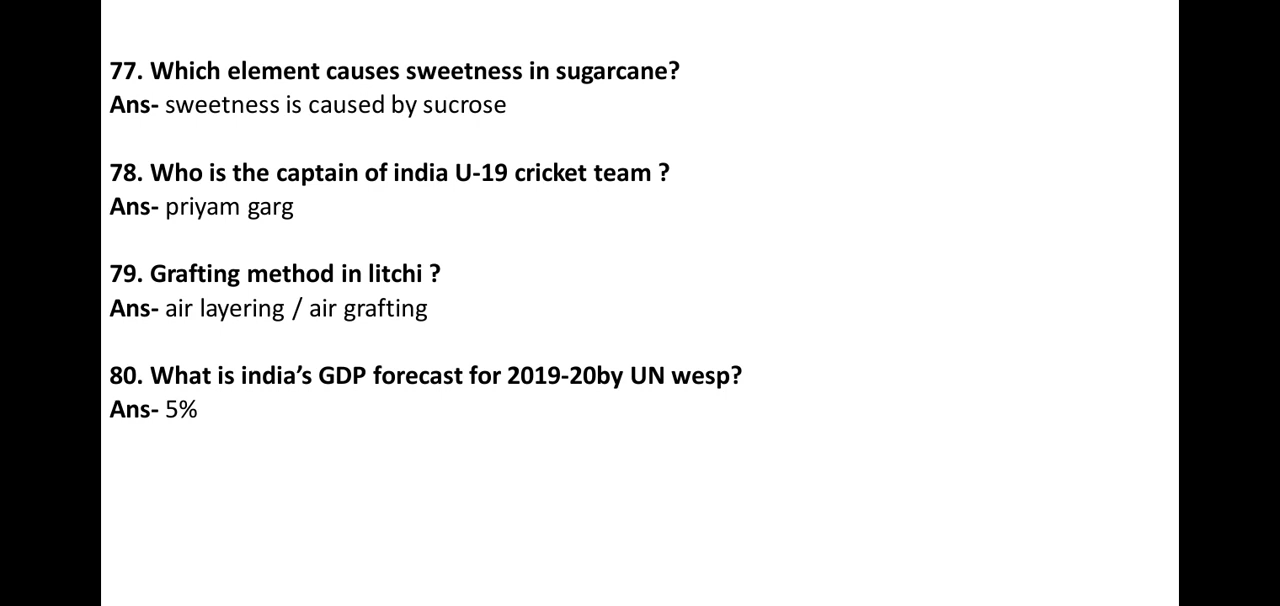 77. Which element causes sweetness in sugarcane?
Ans- sweetness is caused by sucrose
78. Who is the captain of india U-19 cricket team ?
Ans- priyam garg
79. Grafting method in litchi ?
Ans- air layering / air grafting
80. What is india’s GDP forecast for 2019-20by UN wesp?
Ans- 5%